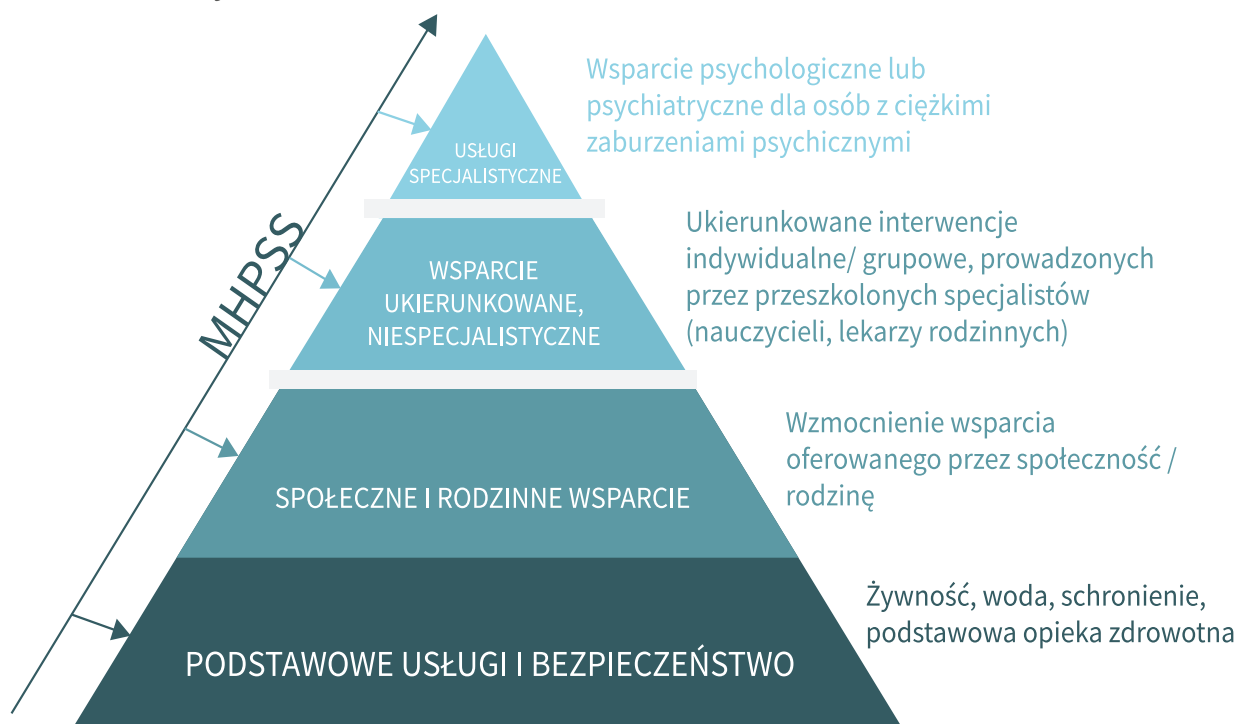 Wsparcie psychologiczne lub
psychiatryczne dla osób z ciężkimi
zaburzeniami psychicznymi
USŁUGI
SPECJALISTYCZNE
Ukierunkowane interwencje
indywidualne/ grupowe, prowadzonych
przez przeszkolonych specjalistów
(nauczycieli, lekarzy rodzinnych)
WSPARCIE
UKIERUNKOWANE,
NIESPECJALISTYCZNE
MHPSS
Wzmocnienie wsparcia
oferowanego przez społeczność /
rodzinę
SPOŁECZNE I RODZINNE WSPARCIE
Żywność, woda, schronienie,
podstawowa opieka zdrowotna
PODSTAWOWE USŁUGI I BEZPIECZEŃSTWO